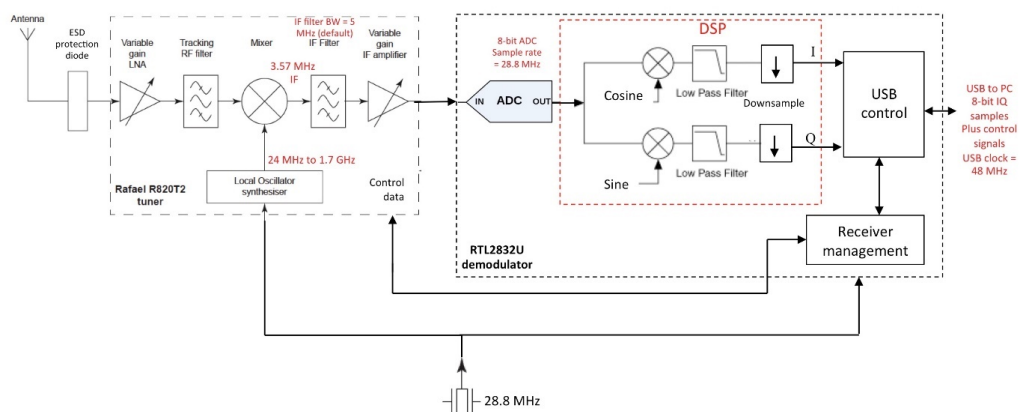 Antenna
ESD
protection
diode
Variable
gain
LNA
Tracking
RF filter
Mixer
IF filter BW = 5
MHz (default)
IF Filter
Variable
gain
IF amplifier
3.57 MHz
IF
24 MHz to 1.7 GHz
Local Oscillator
synthesiser
Rafael R820T2
tuner
Control
data
8-bit ADC
Sample rate
= 28.8 MHz
IN
ADC
OUT
DSP
Cosine
Low Pass Filter
Downsample
I
Sine
Low Pass Filter
Q
USB
control
USB to PC
8-bit IQ
samples
Plus control
signals
USB clock =
48 MHz
Receiver
management
RTL2832U
demodulator
28.8 MHz